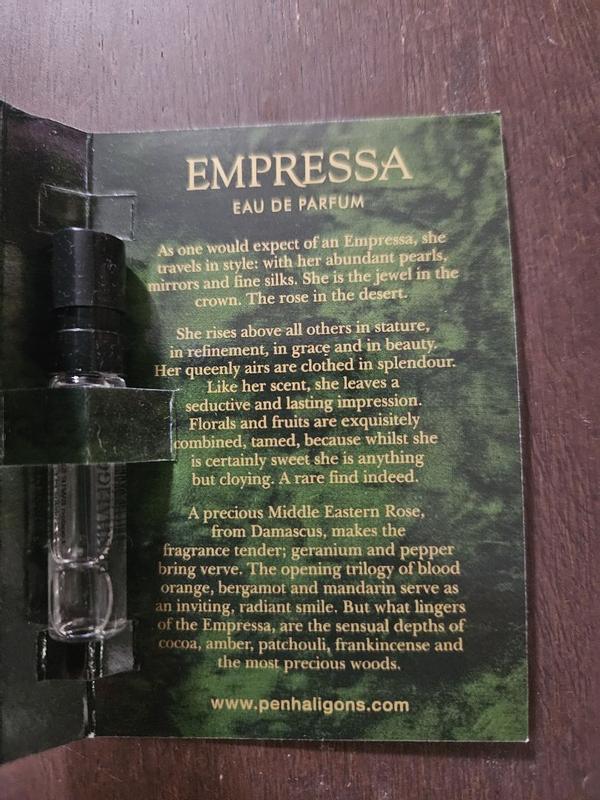 EMPRESSA
EAU DE PARFUM
As one would expect of an Empressa, she
travels in style: with her abundant pearls,
mirrors and fine silks. She is the jewel in the
crown. The rose in the desert.
She rises above all others in stature,
in refinement, in grace and in beauty.
Her queenly airs are clothed in splendour.
Like her scent, she leaves a
seductive and lasting impression.
Florals and fruits are exquisitely
combined, tamed, because whilst she
is certainly sweet she is anything
but cloying. A rare find indeed.
A precious Middle Eastern Rose,
from Damascus, makes the
fragrance tender; geranium and pepper
bring verve. The opening trilogy of blood
orange, bergamot and mandarin serve as
an inviting, radiant smile. But what lingers
of the Empressa, are the sensual depths of
cocoa, amber, patchouli, frankincense and
the most precious woods.
www.penhaligons.com